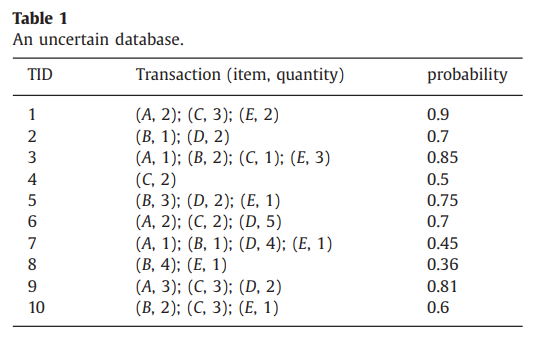 Table 1
An uncertain database.
TID Transaction (item, quantity) probability
1 (A, 2); (C, 3); (E, 2) 0.9
2 (B, 1); (D, 2) 0.7
3 (A, 1); (B, 2); (C, 1); (E, 3) 0.85
4 (C, 2) 0.5
5 (B, 3); (D, 2); (E, 1) 0.75
6 (A, 2); (C, 2); (D, 5) 0.7
7 (A, 1); (B, 1); (D, 4); (E, 1) 0.45
8 (B, 4); (E, 1) 0.36
9 (A, 3); (C, 3); (D, 2) 0.81
10 (B, 2); (C, 3); (E, 1) 0.6